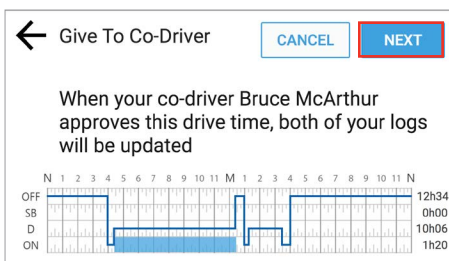 Give To Co-Driver
CANCEL
NEXT
When your co-driver Bruce McArthur
approves this drive time, both of your logs
will be updated
N 1 2 3 4 5 6 7 8 9 10 11 M 1 2 3 4 5 6 7 8 9 10 11 N
OFF 12h34
SB 0h00
D 10h06
ON 1h20